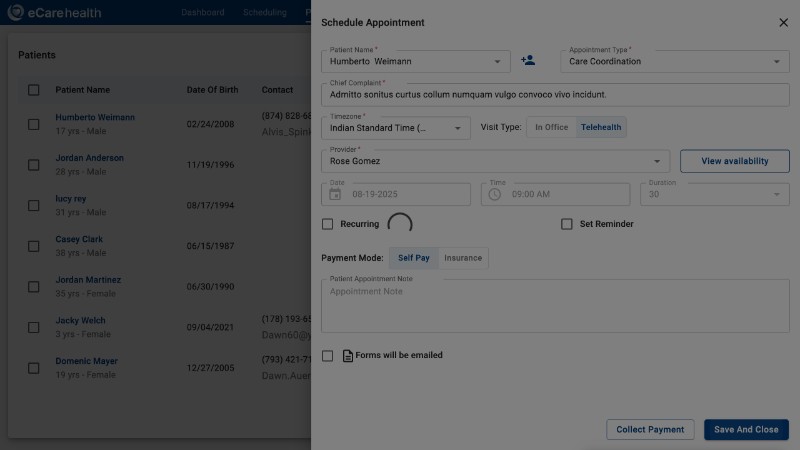 eCarehealth
Dashboard
Scheduling
Patients
Patient Name
Date Of Birth
Contact
Humberto Weimann
17 yrs - Male
02/24/2008
(874) 828-68
Alvis_Spink
Jordan Anderson
28 yrs - Male
11/19/1996
lucy rey
31 yrs - Male
08/17/1994
Casey Clark
38 yrs - Male
06/15/1987
Jordan Martinez
35 yrs - Female
06/30/1990
Jacky Welch
3 yrs - Female
09/04/2021
(178) 193-65
Dawn60@y
Domenic Mayer
19 yrs - Female
12/27/2005
(793) 421-71
Dawn.Auer
Schedule Appointment
Patient Name *
Humberto Weimann
Appointment Type *
Care Coordination
Chief Complaint *
Admitto sonitus curtus collum numquam vulgo convoco vivo incidunt.
Timezone *
Indian Standard Time (...
Visit Type:
In Office
Telehealth
Provider *
Rose Gomez
View availability
Date
08-19-2025
Time
09:00 AM
Duration
30
Recurring
Set Reminder
Payment Mode:
Self Pay
Insurance
Patient Appointment Note
Appointment Note
Forms will be emailed
Collect Payment
Save And Close